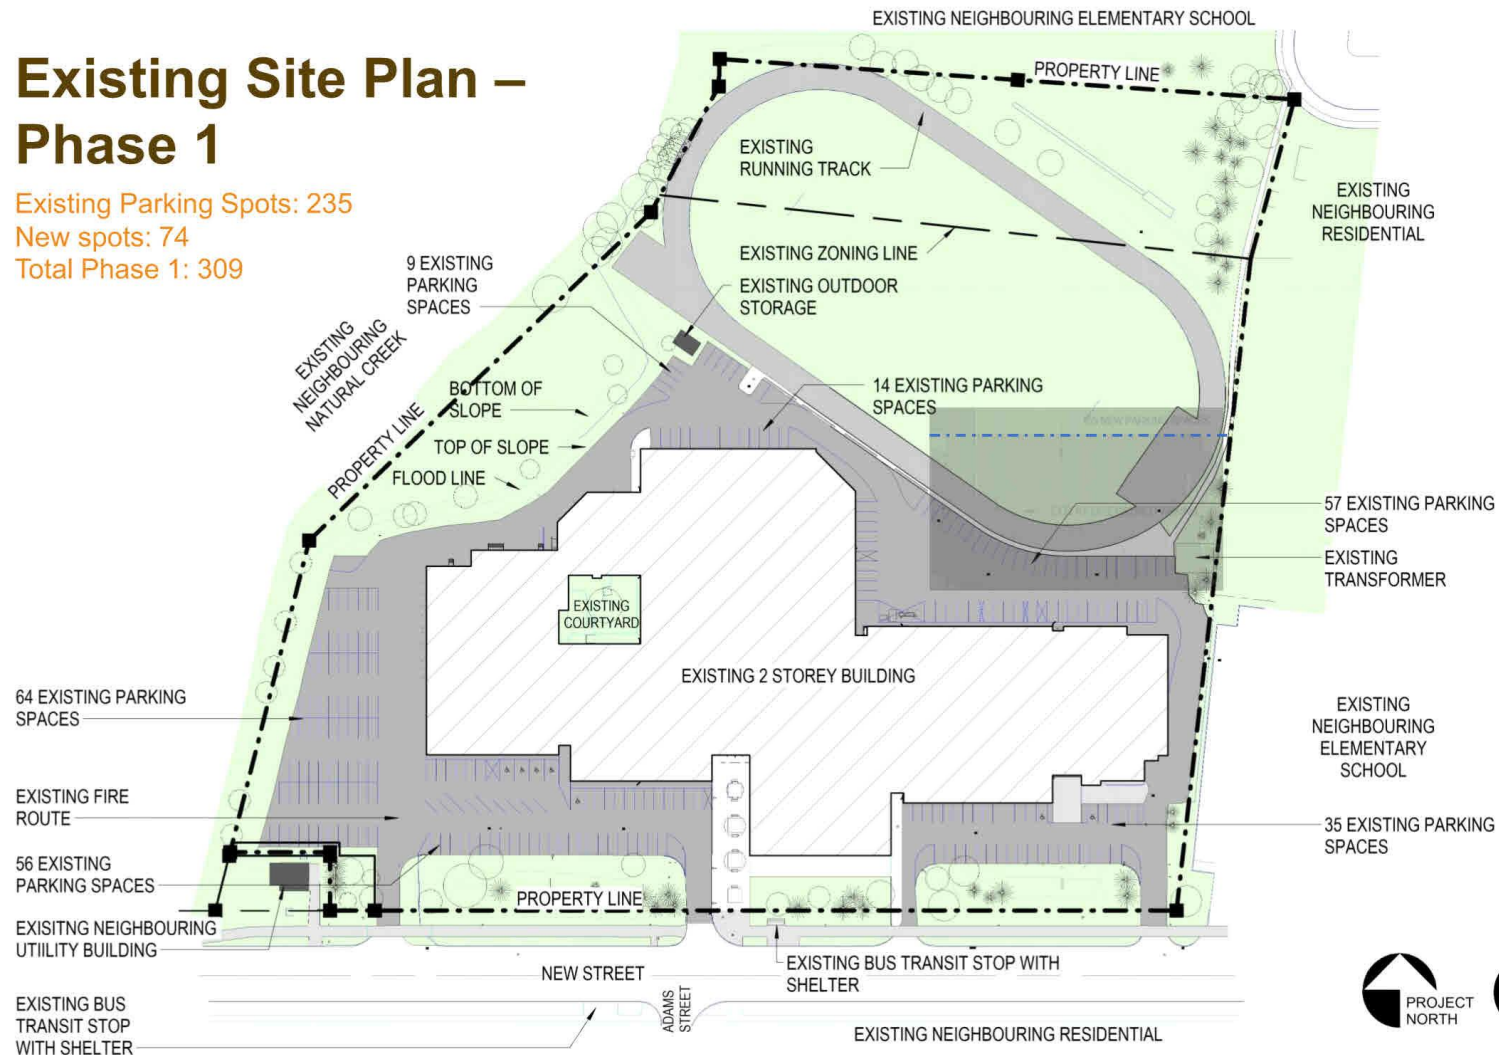 EXISTING NEIGHBOURING ELEMENTARY SCHOOL
Existing Site Plan –
Phase 1
Existing Parking Spots: 235
New spots: 74
Total Phase 1: 309
PROPERTY LINE
EXISTING
RUNNING TRACK
EXISTING
NEIGHBOURING
RESIDENTIAL
EXISTING ZONING LINE
9 EXISTING
PARKING
SPACES
EXISTING OUTDOOR
STORAGE
EXISTING
NEIGHBOURING
NATURAL CREEK
BOTTOM OF
SLOPE
14 EXISTING PARKING
SPACES
PROPERTY LINE
TOP OF SLOPE
FLOOD LINE
57 EXISTING PARKING
SPACES
EXISTING
TRANSFORMER
EXISTING
COURTYARD
EXISTING 2 STOREY BUILDING
64 EXISTING PARKING
SPACES
EXISTING
NEIGHBOURING
ELEMENTARY
SCHOOL
EXISTING FIRE
ROUTE
35 EXISTING PARKING
SPACES
56 EXISTING
PARKING SPACES
PROPERTY LINE
EXISITNG NEIGHBOURING
UTIILITY BUILDING
NEW STREET
EXISTING BUS TRANSIT STOP WITH
SHELTER
EXISTING BUS
TRANSIT STOP
WITH SHELTER
ADAMS
STREET
EXISTING NEIGHBOURING RESIDENTIAL
PROJECT
NORTH